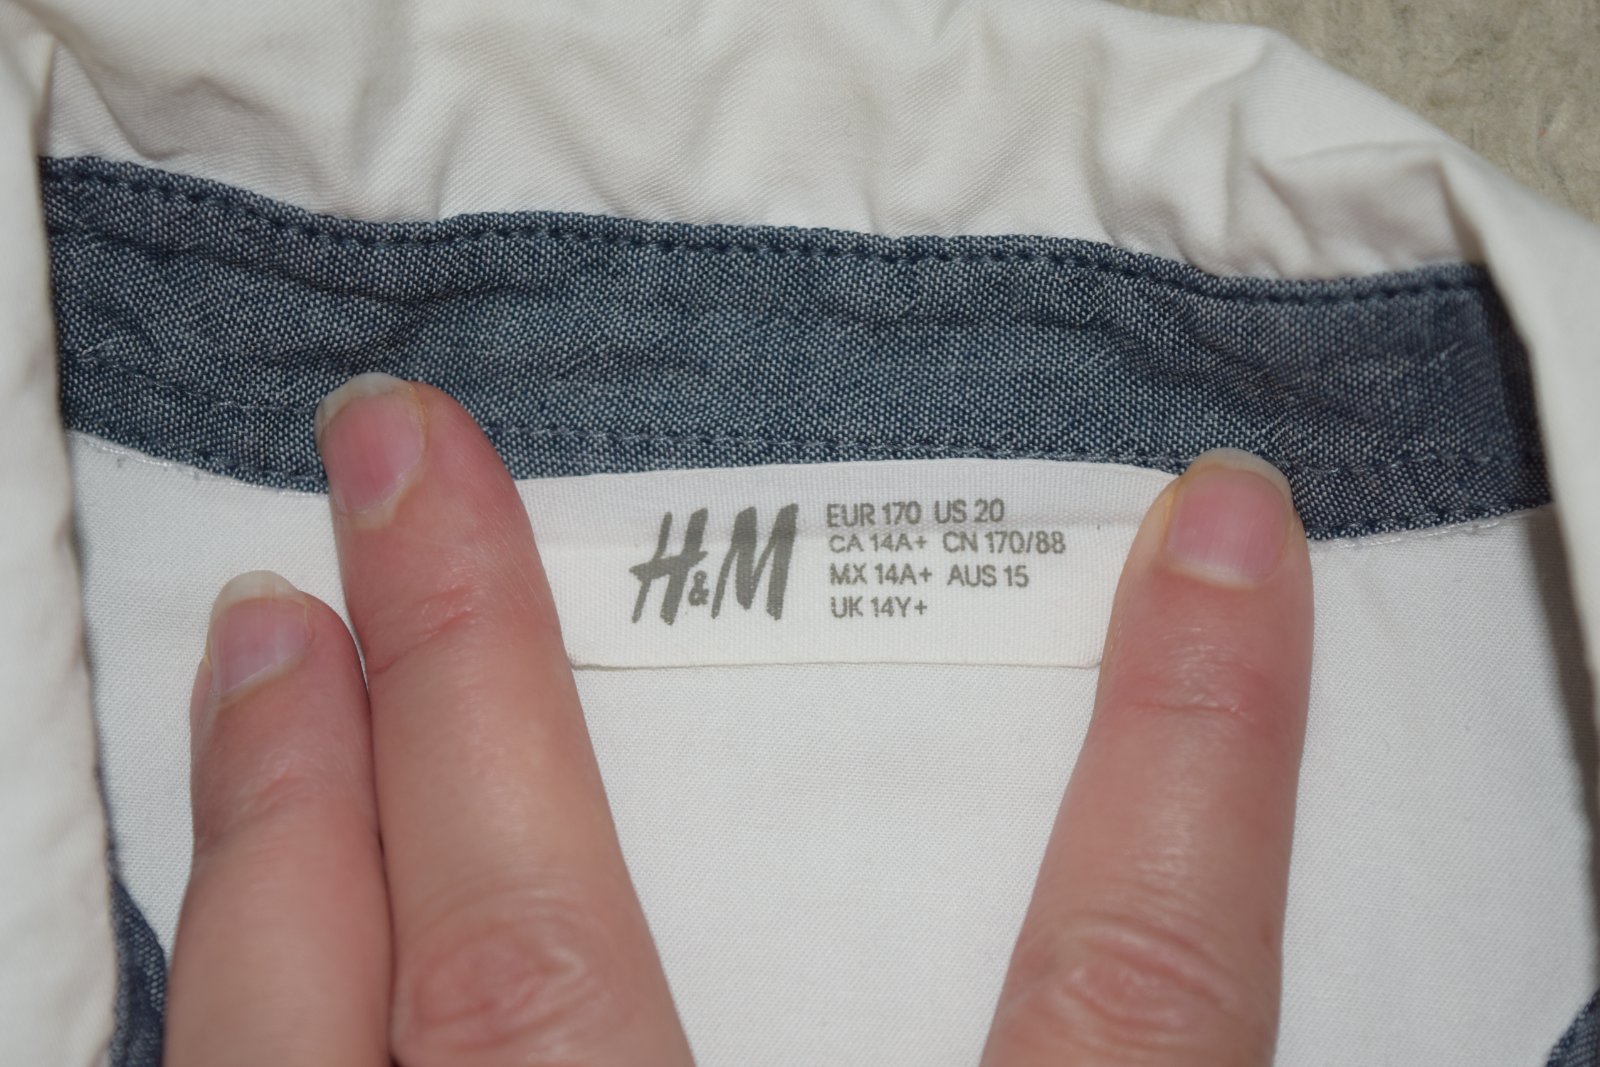 H&M
EUR 170 US 20
CA 14A+ CN 170/88
MX 14A+ AUS 15
UK 14Y+